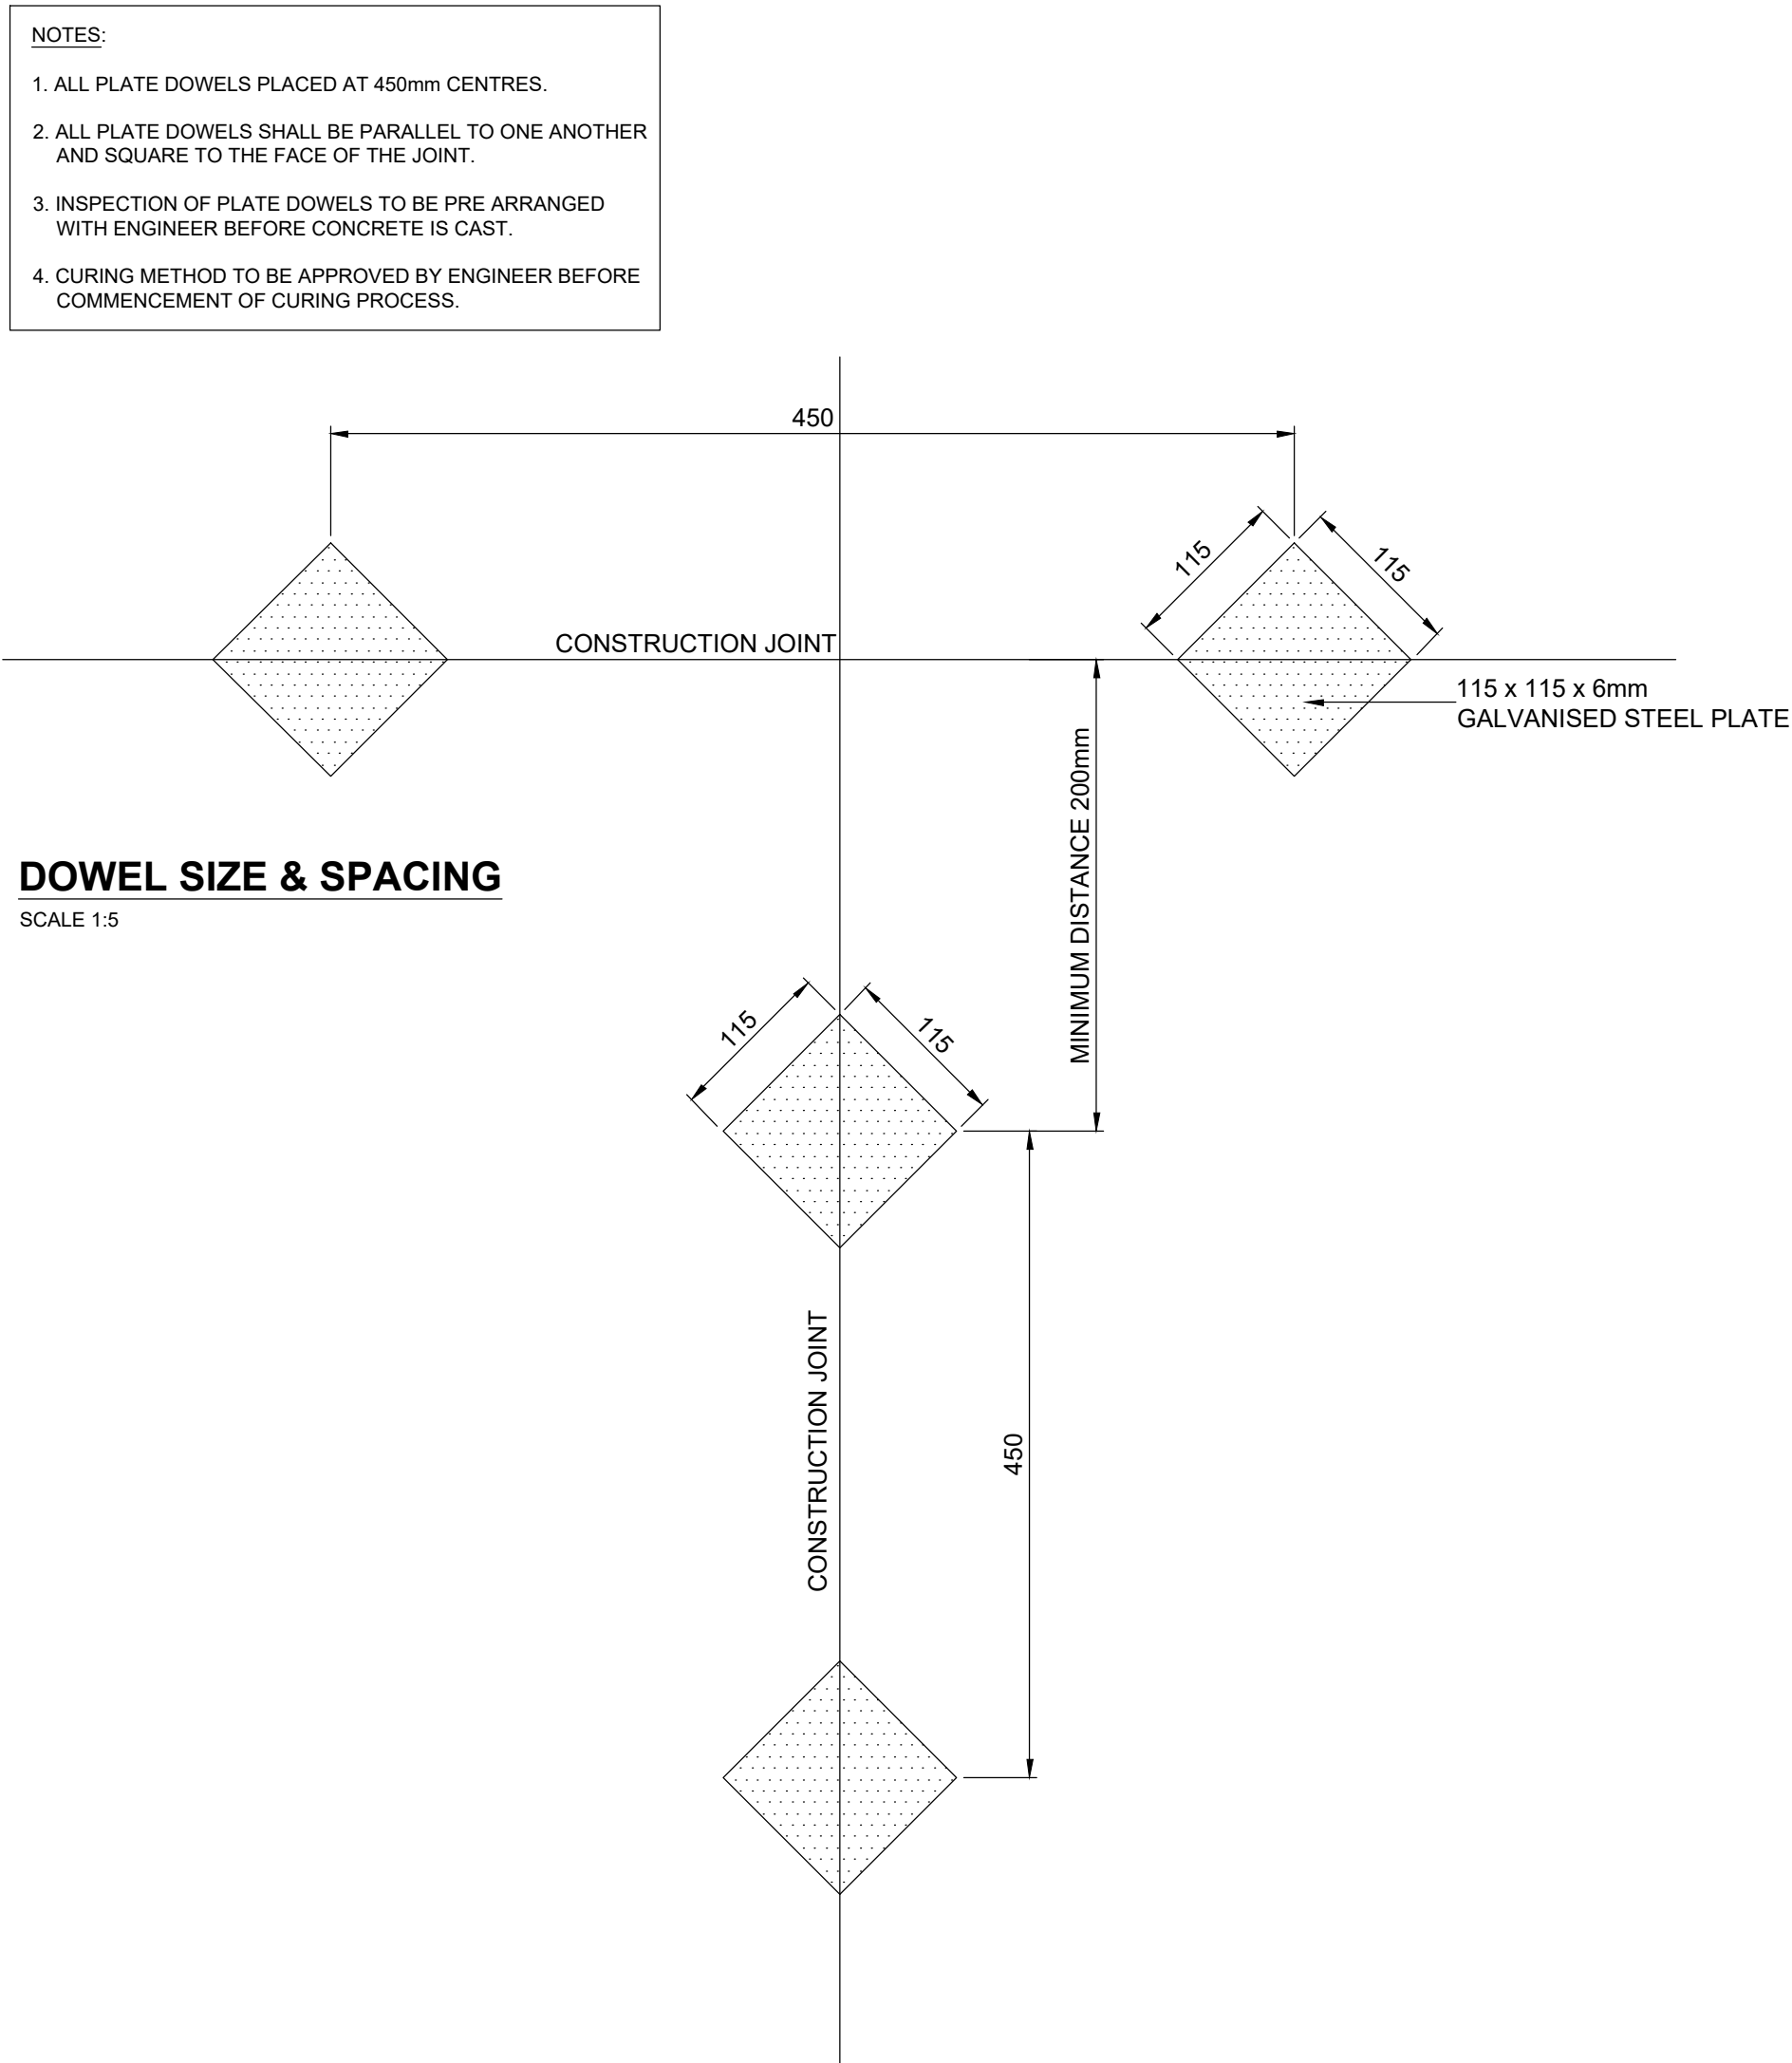 NOTES:
1. ALL PLATE DOWELS PLACED AT 450mm CENTRES.
2. ALL PLATE DOWELS SHALL BE PARALLEL TO ONE ANOTHER
AND SQUARE TO THE FACE OF THE JOINT.
3. INSPECTION OF PLATE DOWELS TO BE PRE ARRANGED
WITH ENGINEER BEFORE CONCRETE IS CAST.
4. CURING METHOD TO BE APPROVED BY ENGINEER BEFORE
COMMENCEMENT OF CURING PROCESS.
450
115
115
CONSTRUCTION JOINT
115 x 115 x 6mm
GALVANISED STEEL PLATE
MINIMUM DISTANCE 200mm
DOWEL SIZE & SPACING
SCALE 1:5
115
115
CONSTRUCTION JOINT
450